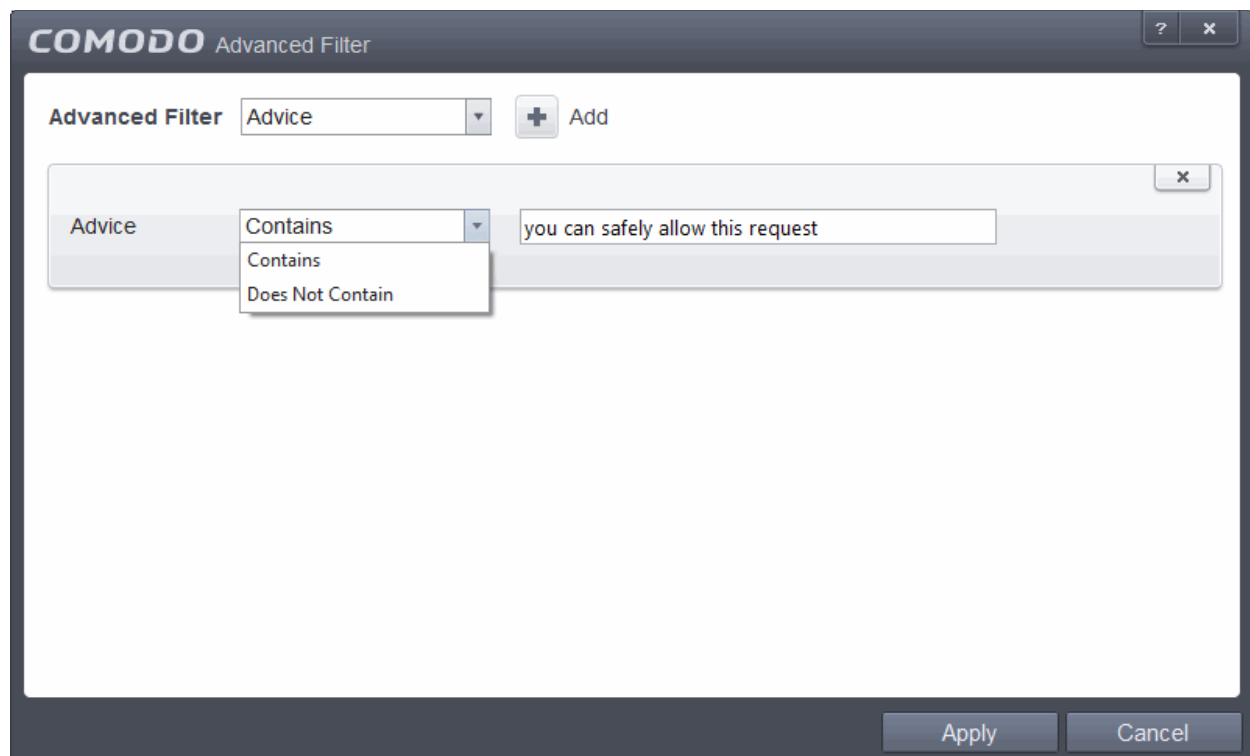 COMODO Advanced Filter ? x
Advanced Filter Advice Add
x
Advice Contains you can safely allow this request
Contains
Does Not Contain
Apply Cancel